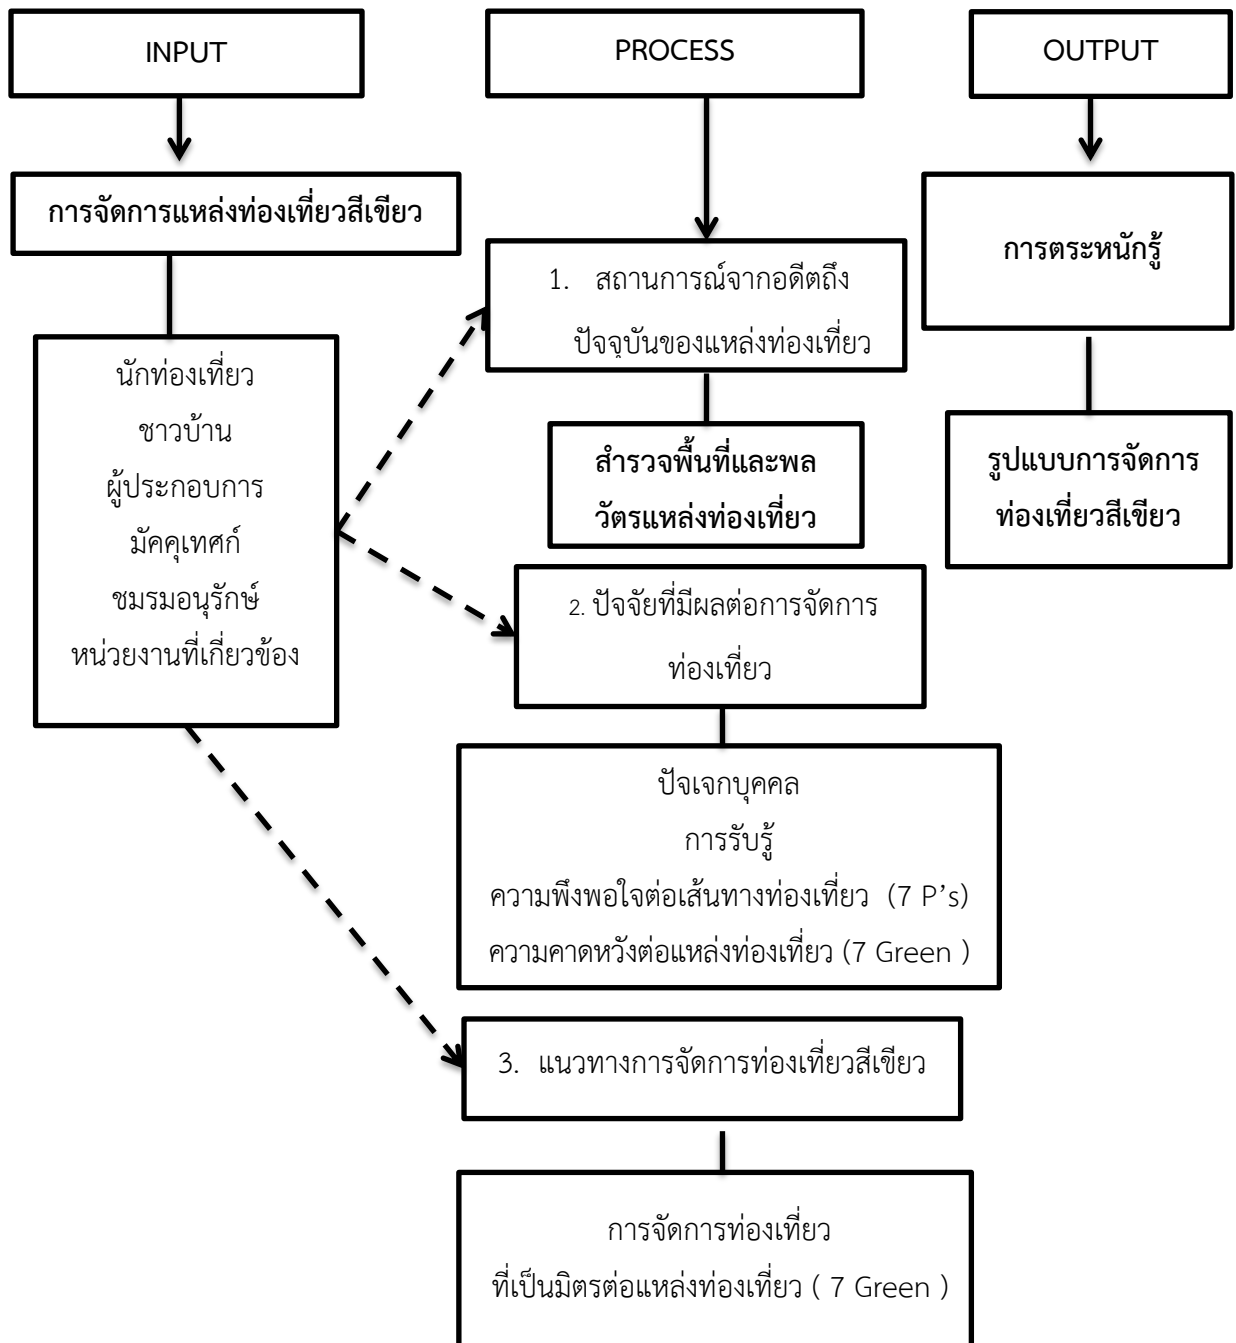 INPUT
PROCESS
OUTPUT
การจัดการแหล่งท่องเที่ยวสีเขียว
นักท่องเที่ยว
ชาวบ้าน
ผู้ประกอบการ
มัคคุเทศก์
ชมรมอนุรักษ์
หน่วยงานที่เกี่ยวข้อง
1. สถานการณ์จากอดีตถึง
ปัจจุบันของแหล่งท่องเที่ยว
สำรวจพื้นที่และพล
วัตรแหล่งท่องเที่ยว
2. ปัจจัยที่มีผลต่อการจัดการ
ท่องเที่ยว
ปัจเจกบุคคล
การรับรู้
ความพึงพอใจต่อเส้นทางท่องเที่ยว (7 P’s)
ความคาดหวังต่อแหล่งท่องเที่ยว (7 Green )
3. แนวทางการจัดการท่องเที่ยวสีเขียว
การจัดการท่องเที่ยว
ที่เป็นมิตรต่อแหล่งท่องเที่ยว ( 7 Green )
การตระหนักรู้
รูปแบบการจัดการ
ท่องเที่ยวสีเขียว